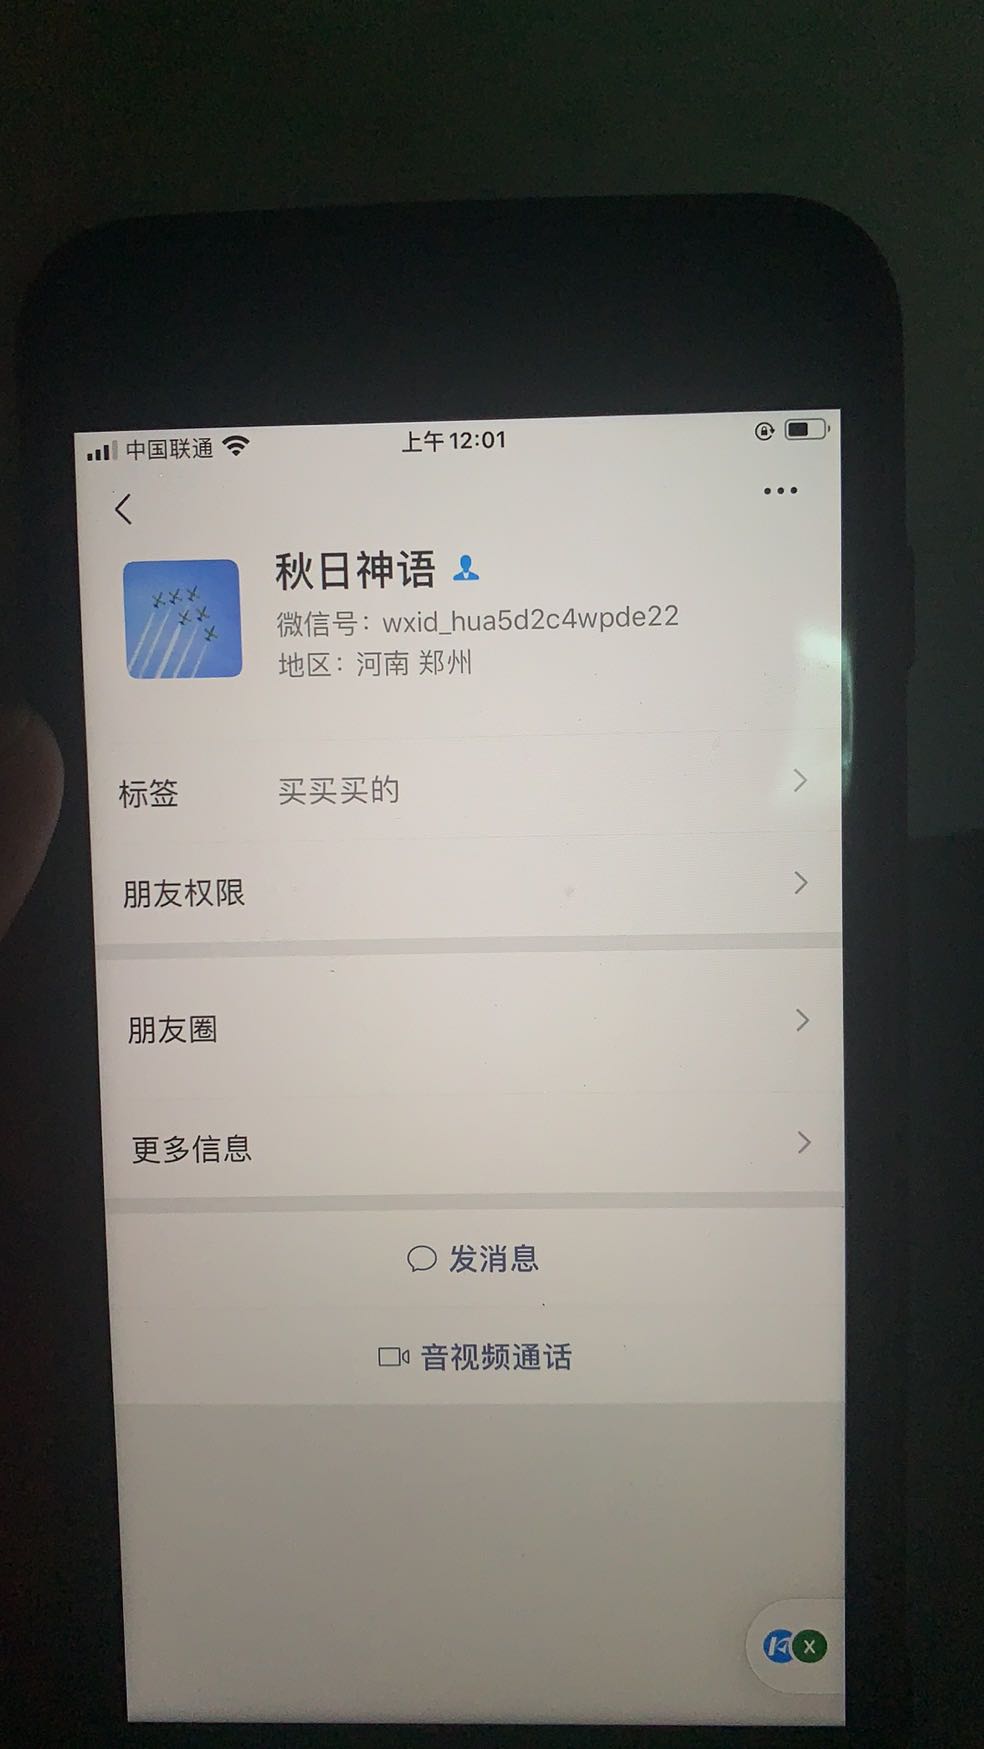 中国联通
上午12:01
秋日神语
微信号：wxid_hua5d2c4wpde22
地区：河南 郑州
标签 买买买的
朋友权限
朋友圈
更多信息
发消息
音视频通话
X